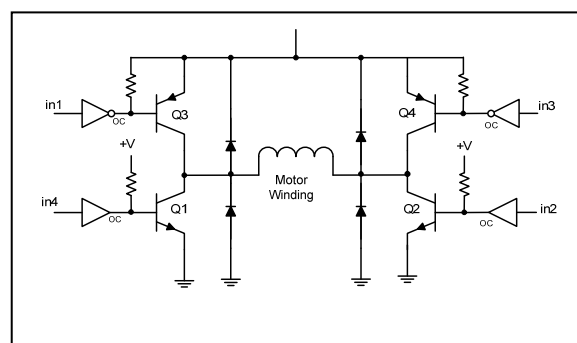 in1
OC
Q3
Q4
OC
in3
+V
+V
Motor
Winding
in4
OC
Q1
Q2
OC
in2